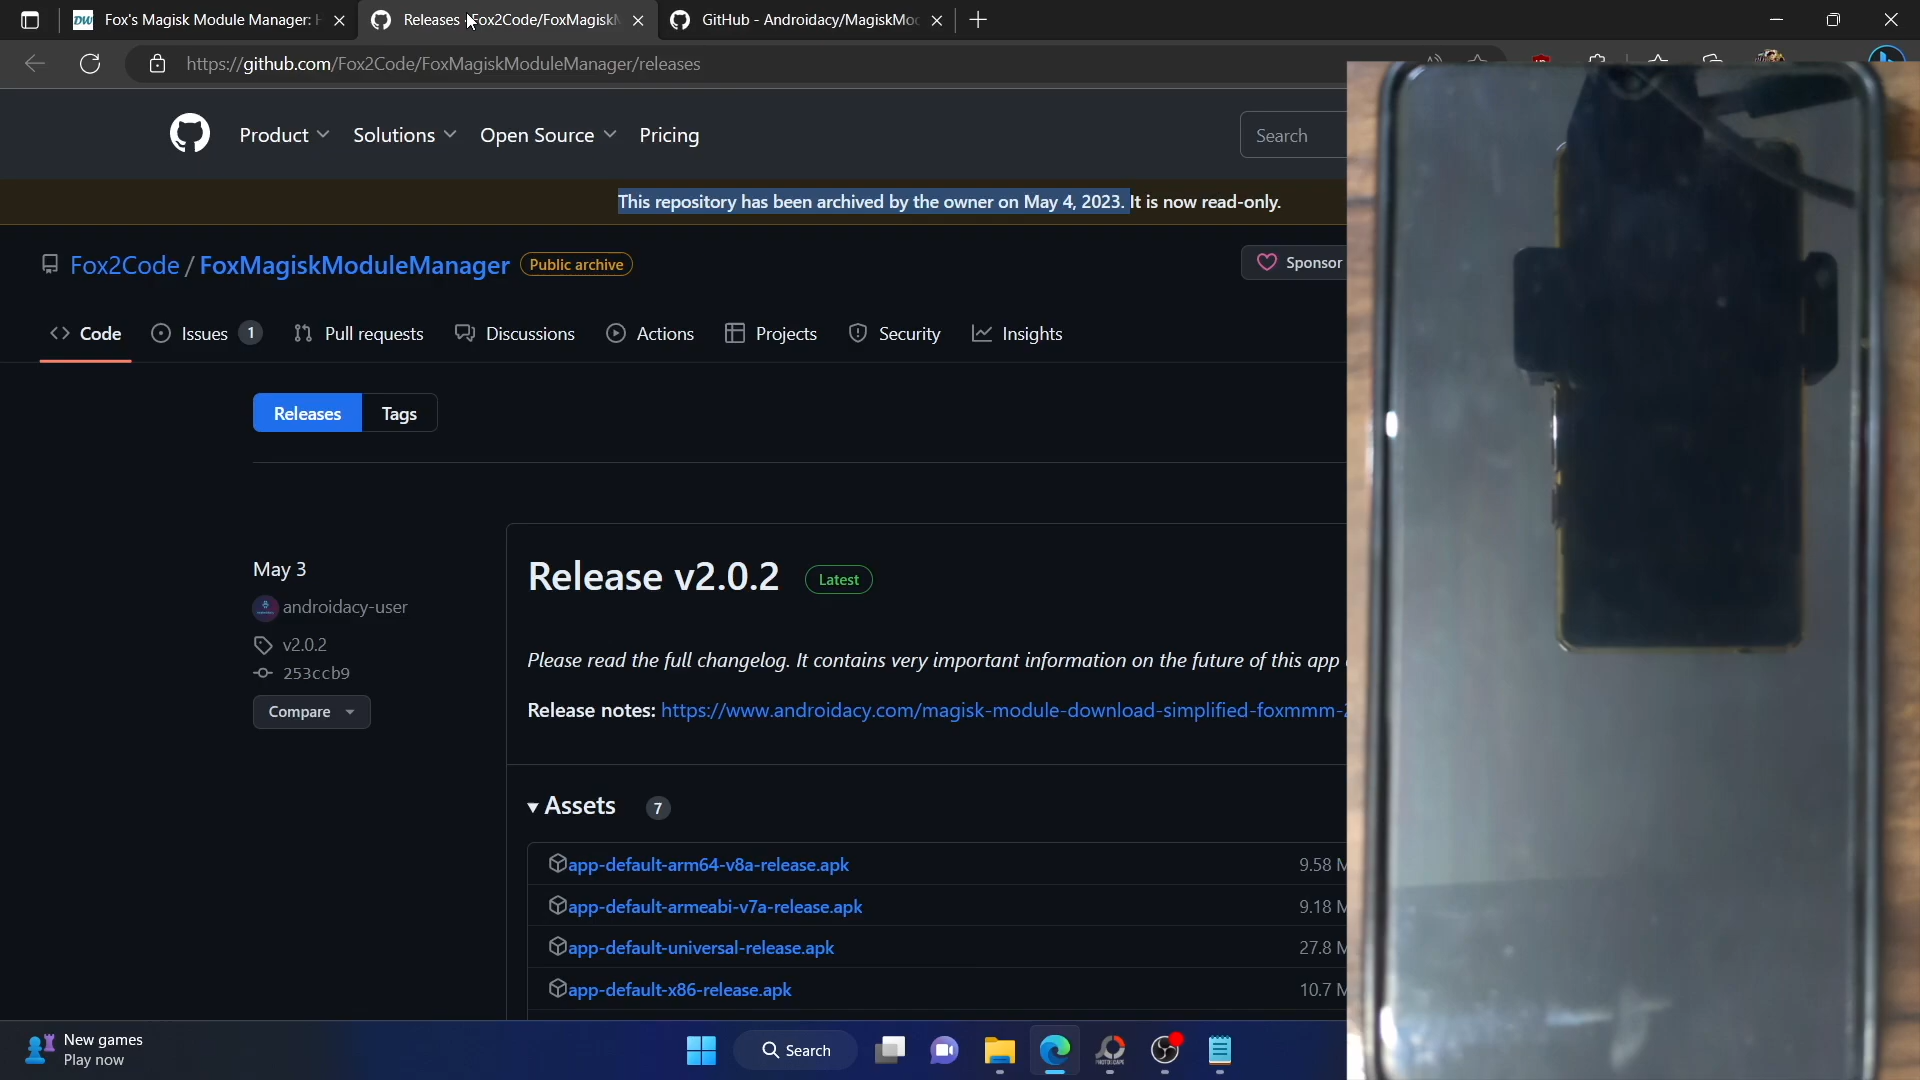 Fox's Magisk Module Manager:
Releases · Fox2Code/FoxMagiskM
GitHub - Androidacy/MagiskMod
https://github.com/Fox2Code/FoxMagiskModuleManager/releases
Product Solutions Open Source Pricing
Search
This repository has been archived by the owner on May 4, 2023. It is now read-only.
Fox2Code / FoxMagiskModuleManager Public archive
Sponsor
Code Issues 1 Pull requests Discussions Actions Projects Security Insights
Releases Tags
May 3
androidacy-user
v2.0.2
253ccb9
Compare
Release v2.0.2 Latest
Please read the full changelog. It contains very important information on the future of this app
Release notes: https://www.androidacy.com/magisk-module-download-simplified-foxmmm-2
Assets 7
app-default-arm64-v8a-release.apk 9.58 M
app-default-armeabi-v7a-release.apk 9.18 M
app-default-universal-release.apk 27.8 M
app-default-x86-release.apk 10.7 M
New games
Play now
Search